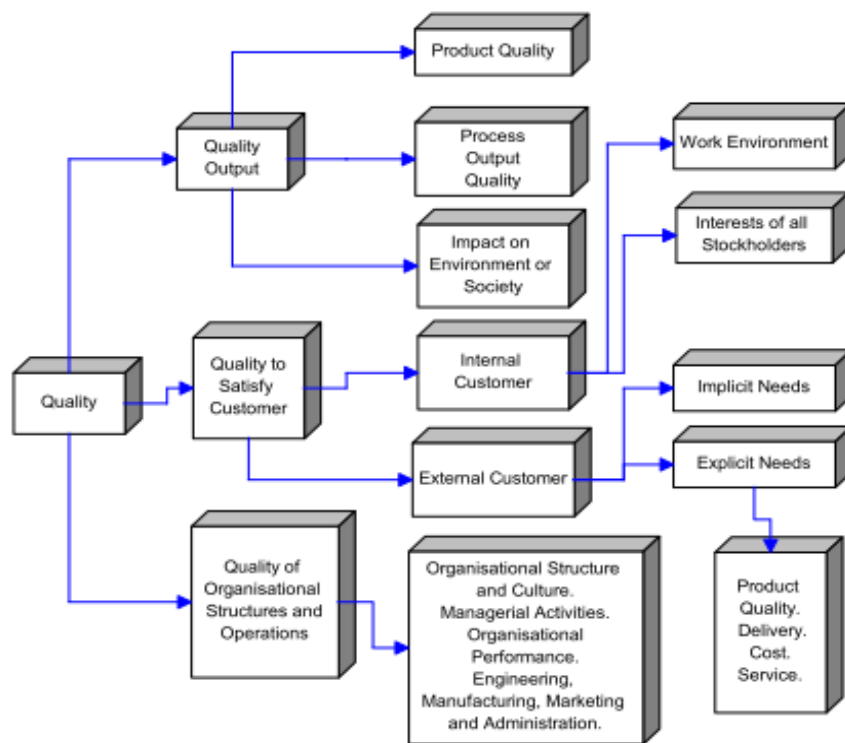 Product Quality
Quality
Output
Process
Output
Quality
Work Environment
Impact on
Environment or
Society
Interests of all
Stockholders
Quality
Quality to
Satisfy
Customer
Internal
Customer
Implicit Needs
External Customer
Explicit Needs
Quality of
Organisational
Structures and
Operations
Organisational Structure
and Culture.
Managerial Activities.
Organisational
Performance.
Engineering,
Manufacturing, Marketing
and Administration.
Product
Quality.
Delivery.
Cost.
Service.